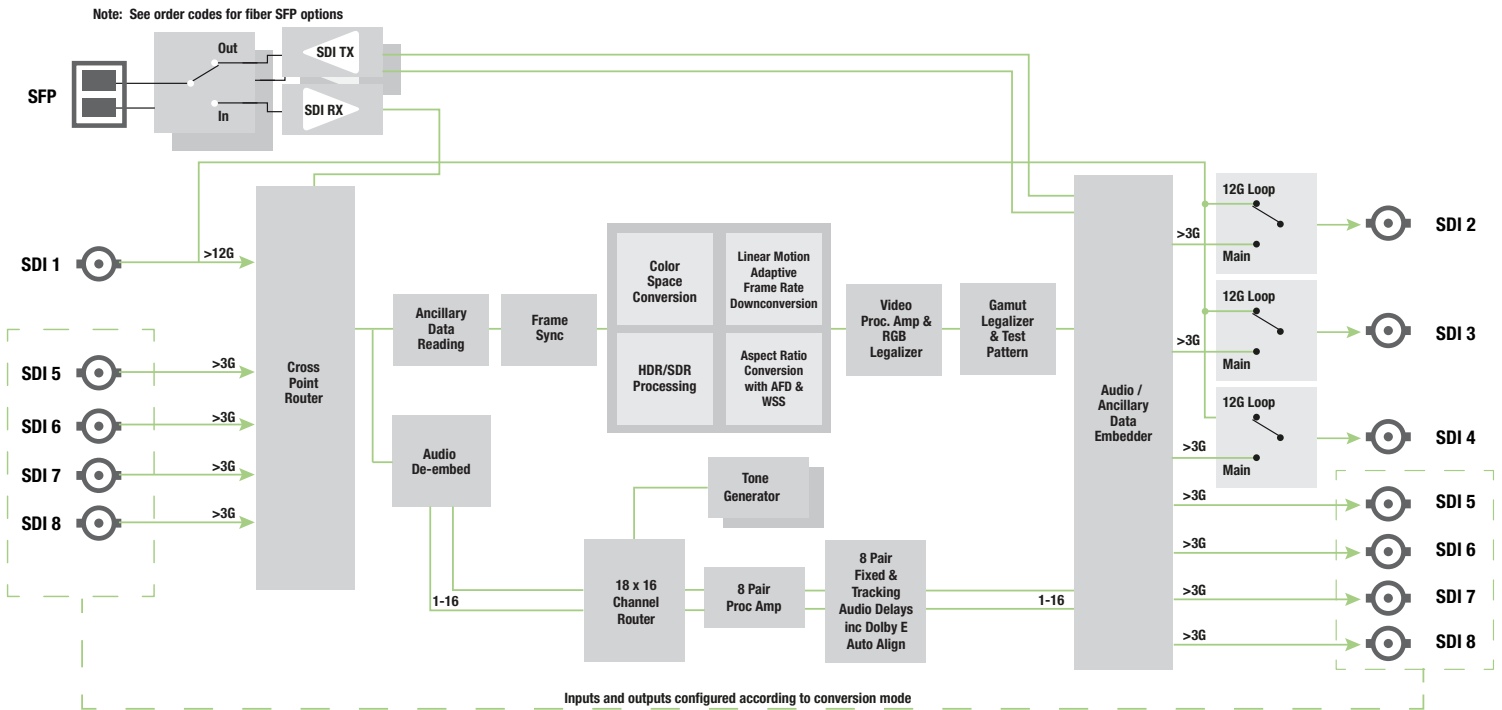 Note: See order codes for fiber SFP options
SFP
Out
In
SDI TX
SDI RX
SDI 1
>12G
SDI 5
>3G
SDI 6
>3G
SDI 7
>3G
SDI 8
>3G
Cross
Point
Router
Ancillary
Data
Reading
Frame
Sync
Color
Space
Conversion
Linear Motion
Adaptive
Frame Rate
Downconversion
HDR/SDR
Processing
Aspect Ratio
Conversion
with AFD &
WSS
Video
Proc. Amp &
RGB
Legalizer
Gamut
Legalizer
& Test
Pattern
Audio
De-embed
1-16
Tone
Generator
18 x 16
Channel
Router
8 Pair
Proc Amp
8 Pair
Fixed &
Tracking
Audio Delays
inc Dolby E
Auto Align
1-16
Audio /
Ancillary
Data
Embedder
>3G
12G Loop
Main
SDI 2
>3G
12G Loop
Main
SDI 3
>3G
12G Loop
Main
SDI 4
>3G
SDI 5
>3G
SDI 6
>3G
SDI 7
>3G
SDI 8
Inputs and outputs configured according to conversion mode